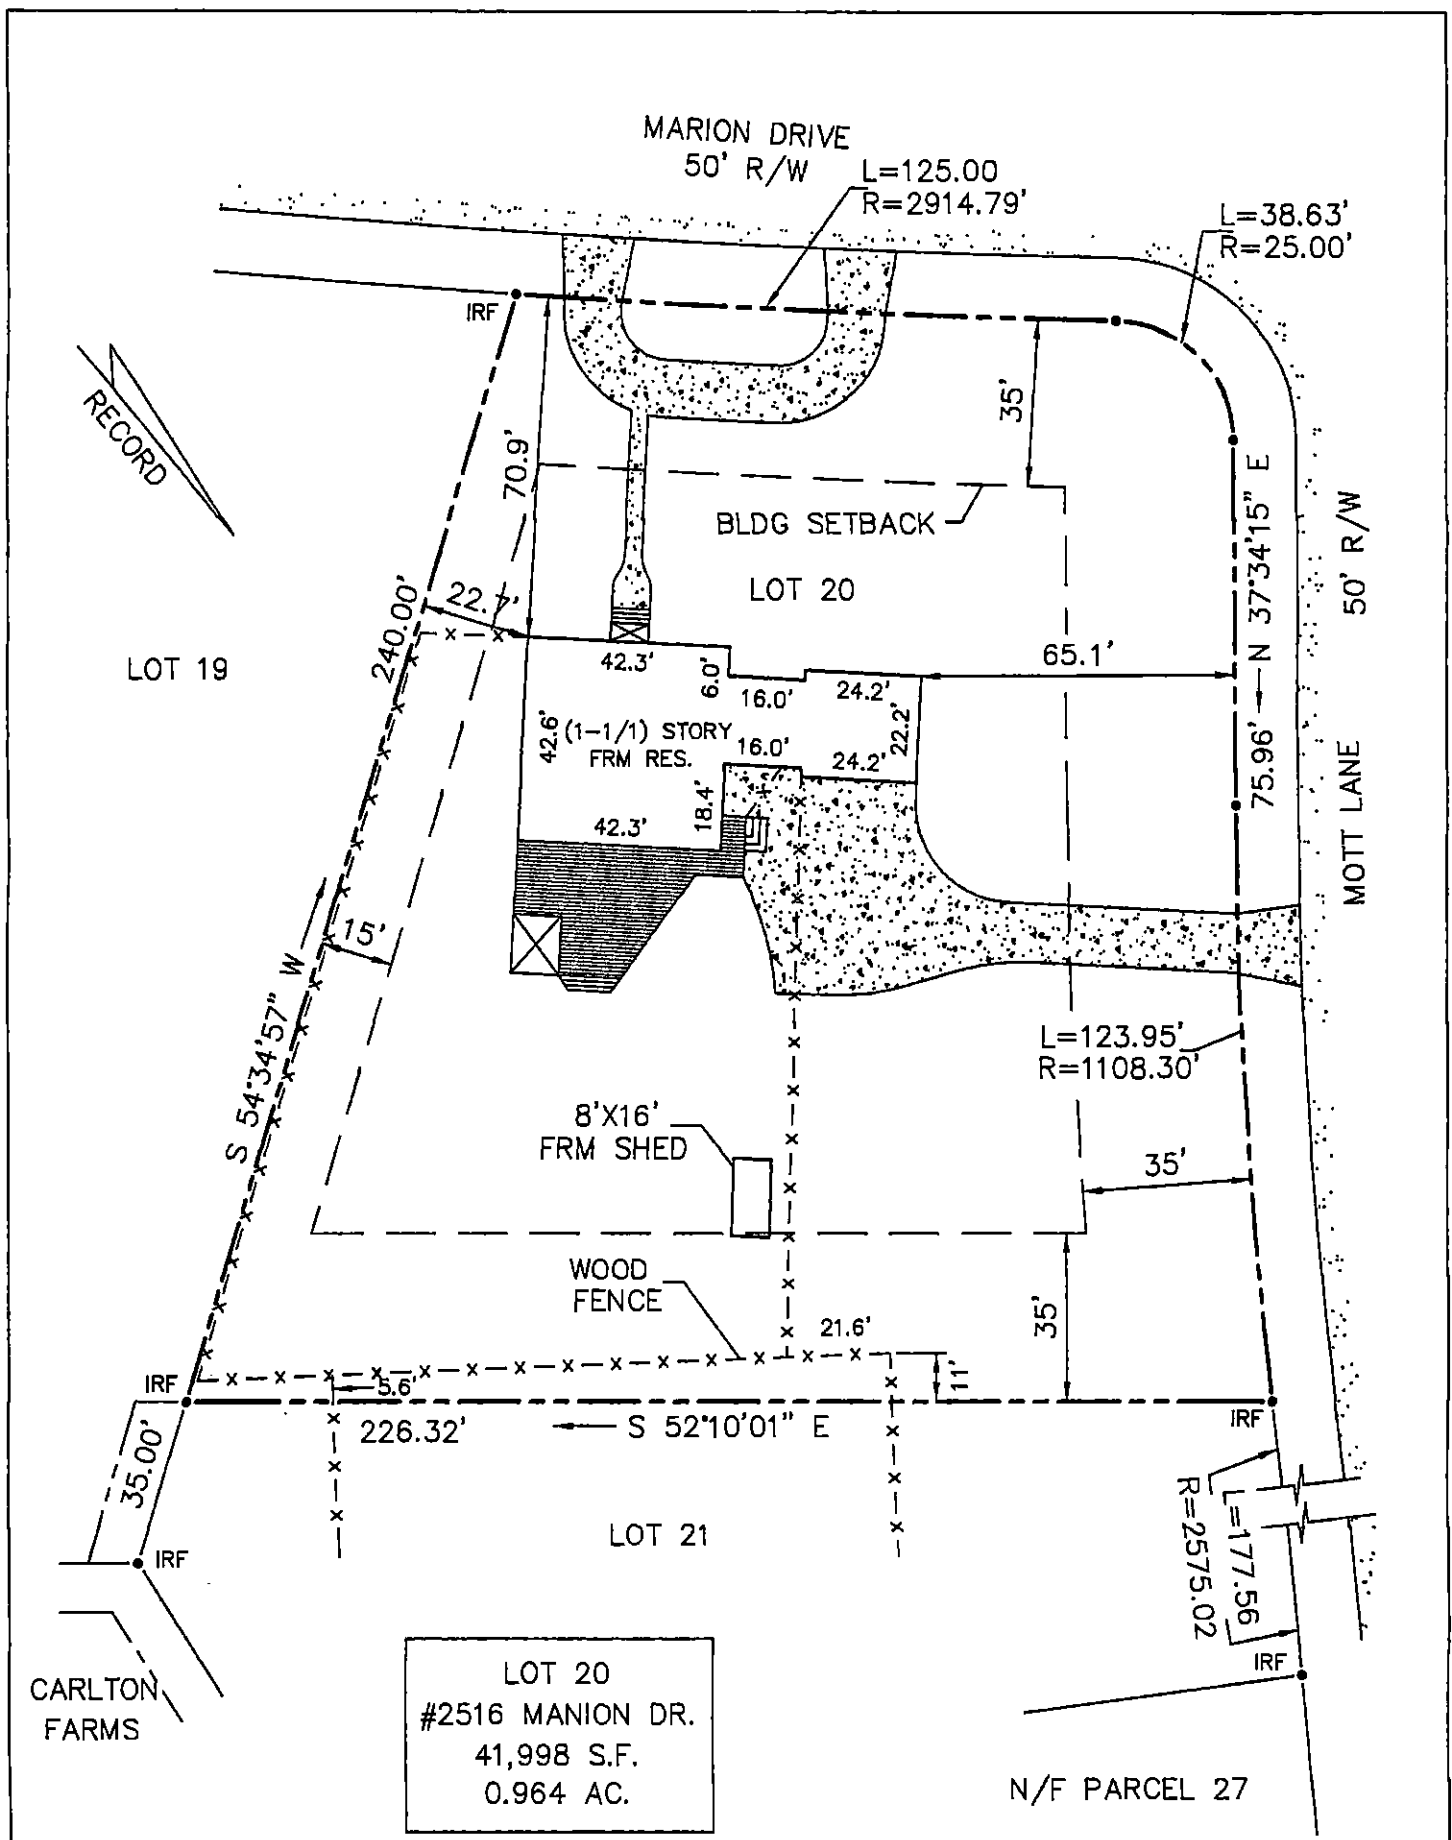 MARION DRIVE
50' R/W
L=125.00
R=2914.79'
L=38.63'
R=25.00'
IRF
RECORD
70.9'
35'
BLDG SETBACK
LOT 20
N 37°34'15" E
75.96'
50' R/W
MOTT LANE
22.7'
240.00'
LOT 19
65.1'
42.3'
6.0'
16.0'
24.2'
42.6'
(1-1/1) STORY
FRM RES.
16.0'
24.2'
22.2'
18.4'
42.3'
15'
S 54°34'57" W
L=123.95'
R=1108.30'
8'X16'
FRM SHED
35'
WOOD
FENCE
21.6'
11'
35'
IRF
5.6'
226.32'
S 52°10'01" E
IRF
35.00'
IRF
LOT 21
L=177.56
R=2575.02
IRF
CARLTON
FARMS
LOT 20
#2516 MANION DR.
41,998 S.F.
0.964 AC.
N/F PARCEL 27